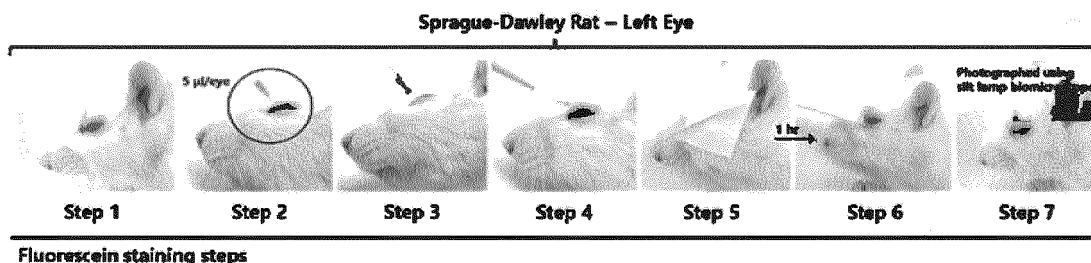 Sprague-Dawley Rat – Left Eye
5 µl/eye
Photographed using
slit lamp biomicroscope
1 hr
Step 1
Step 2
Step 3
Step 4
Step 5
Step 6
Step 7
Fluorescein staining steps